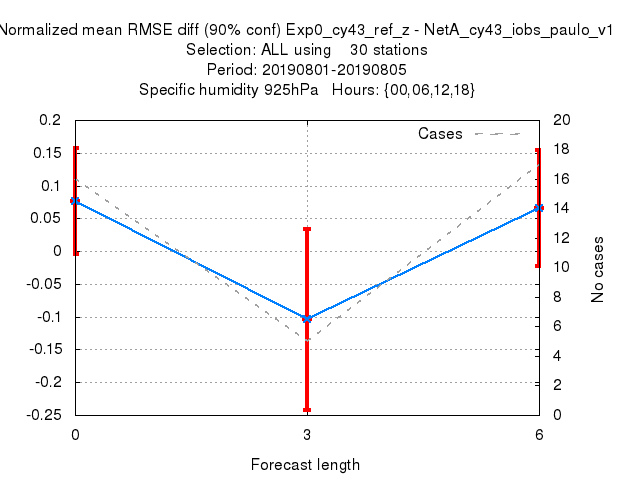 Normalized mean RMSE diff (90% conf) Exp0_cy43_ref_z - NetA_cy43_iobs_paulo_v1
Selection: ALL using    30 stations
Period: 20190801-20190805
Specific humidity 925hPa   Hours: {00,06,12,18}
Cases
0.2
0.15
0.1
0.05
0
-0.05
-0.1
-0.15
-0.2
-0.25
20
18
16
14
12
10
8
6
4
2
0
No cases
0 3 6
Forecast length